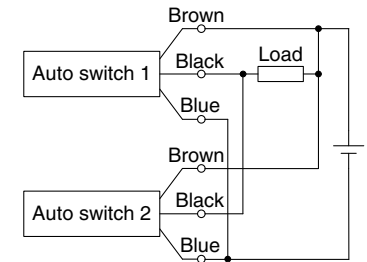 Brown
Auto switch 1
Black
Load
Blue
Brown
Auto switch 2
Black
Blue